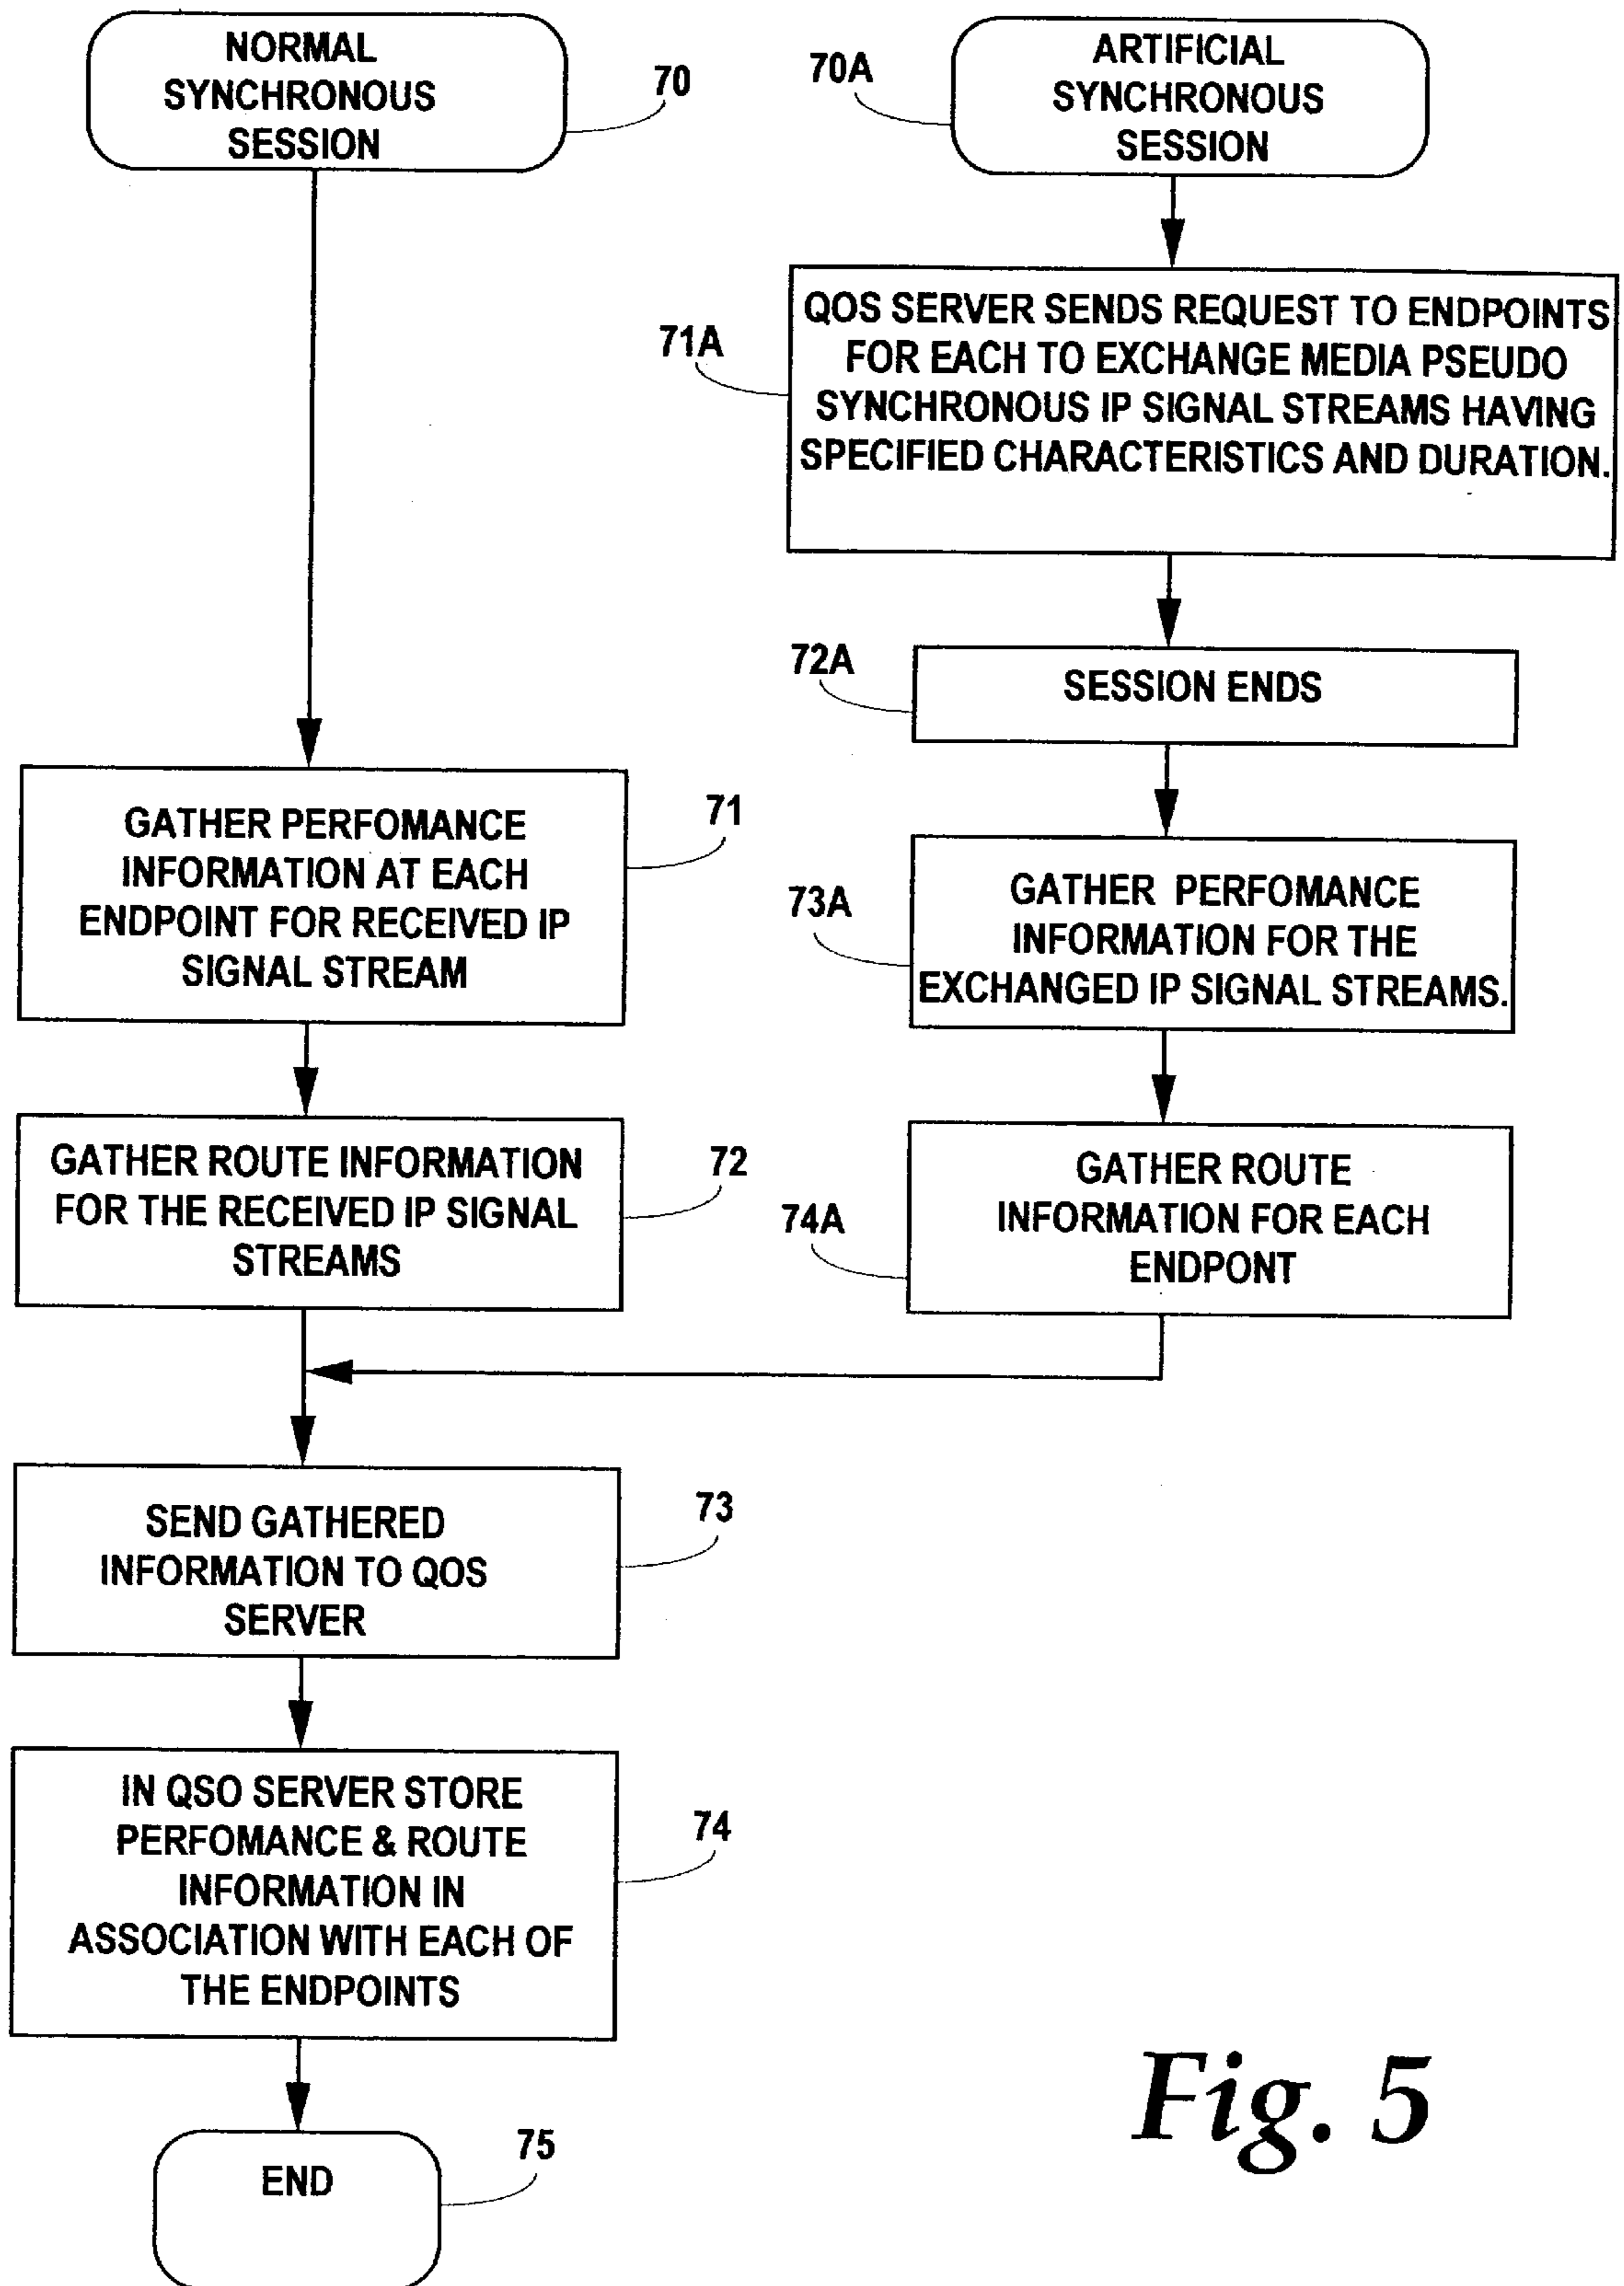 NORMAL
SYNCHRONOUS
SESSION
70
70A
ARTIFICIAL
SYNCHRONOUS
SESSION
71A
QOS SERVER SENDS REQUEST TO ENDPOINTS
FOR EACH TO EXCHANGE MEDIA PSEUDO
SYNCHRONOUS IP SIGNAL STREAMS HAVING
SPECIFIED CHARACTERISTICS AND DURATION.
72A
SESSION ENDS
GATHER PERFOMANCE
INFORMATION AT EACH
ENDPOINT FOR RECEIVED IP
SIGNAL STREAM
71
73A
GATHER PERFOMANCE
INFORMATION FOR THE
EXCHANGED IP SIGNAL STREAMS.
GATHER ROUTE INFORMATION
FOR THE RECEIVED IP SIGNAL
STREAMS
72
74A
GATHER ROUTE
INFORMATION FOR EACH
ENDPONT
SEND GATHERED
INFORMATION TO QOS
SERVER
73
IN QSO SERVER STORE
PERFOMANCE & ROUTE
INFORMATION IN
ASSOCIATION WITH EACH OF
THE ENDPOINTS
74
END
75
Fig. 5